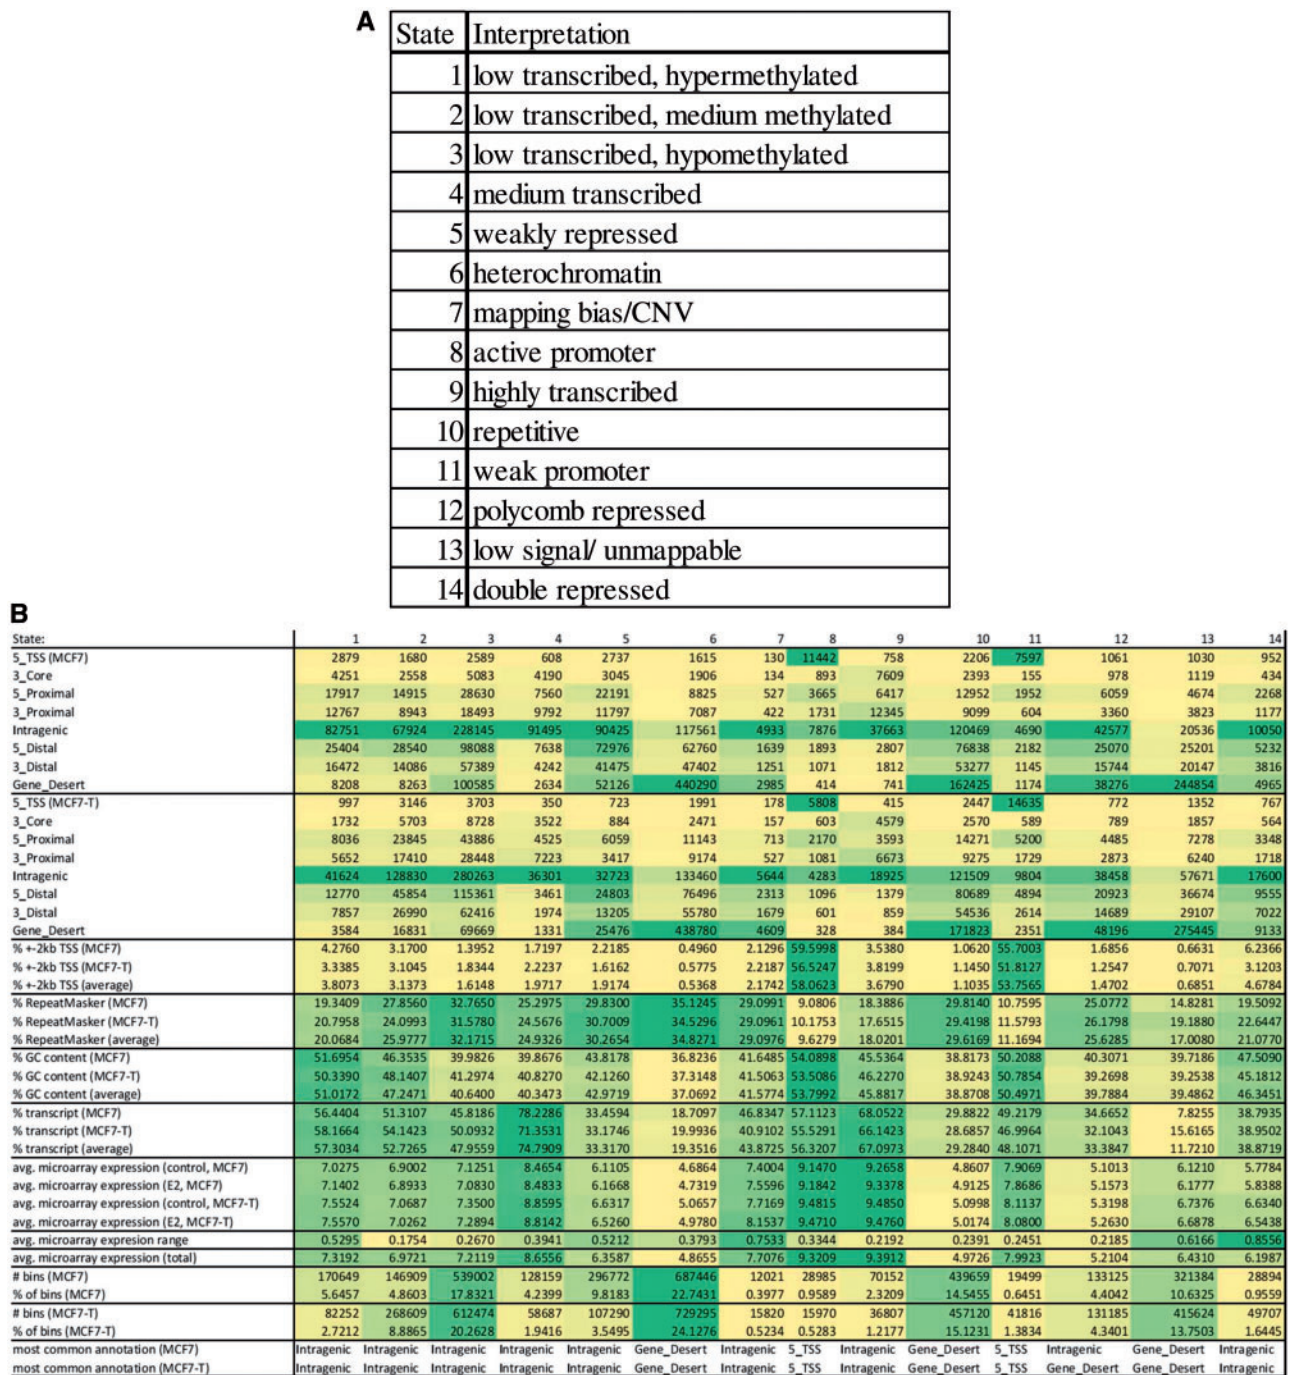 A
State Interpretation
1 low transcribed, hypermethylated
2 low transcribed, medium methylated
3 low transcribed, hypomethylated
4 medium transcribed
5 weakly repressed
6 heterochromatin
7 mapping bias/CNV
8 active promoter
9 highly transcribed
10 repetitive
11 weak promoter
12 polycomb repressed
13 low signal/ unmappable
14 double repressed
B
State: 1 2 3 4 5 6 7 8 9 10 11 12 13 14
5_TSS (MCF7) 2879 1680 2589 608 2737 1615 130 11442 758 2206 7597 1061 1030 952
3_Core 4251 2558 5083 4190 3045 1906 134 893 7609 2393 155 978 1119 434
5_Proximal 17917 14915 28630 7560 22191 8825 527 3665 6417 12952 1952 6059 4674 2268
3_Proximal 12767 8943 18493 9792 11797 7087 422 1731 12345 9099 604 3360 3823 1177
Intragenic 82751 67924 228145 91495 90425 117561 4933 7876 37663 120469 4690 42577 20536 10050
5_Distal 25404 28540 98088 7638 72976 62760 1639 1893 2807 76838 2182 25070 25201 5232
3_Distal 16472 14086 57389 4242 41475 47402 1251 1071 1812 53277 1145 15744 20147 3816
Gene_Desert 8208 8263 100585 2634 52126 440290 2985 414 741 162425 1174 38276 244854 4965
5_TSS (MCF7-T) 997 3146 3703 350 723 1991 178 5808 415 2447 14635 772 1352 767
3_Core 1732 5703 8728 3522 884 2471 157 603 4579 2570 589 789 1857 564
5_Proximal 8036 23845 43886 4525 6059 11143 713 2170 3593 14271 5200 4485 7278 3348
3_Proximal 5652 17410 28448 7223 3417 9174 527 1081 6673 9275 1729 2873 6240 1718
Intragenic 41624 128830 280263 36301 32723 133460 5644 4283 18925 121509 9804 38458 57671 17600
5_Distal 12770 45854 115361 3461 24803 76496 2313 1096 1379 80689 4894 20923 36674 9555
3_Distal 7857 26990 62416 1974 13205 55780 1679 601 859 54536 2614 14689 29107 7022
Gene_Desert 3584 16831 69669 1331 25476 438780 4609 328 384 171823 2351 48196 275445 9133
% +-2kb TSS (MCF7) 4.2760 3.1700 1.3952 1.7197 2.2185 0.4960 2.1296 59.5998 3.5380 1.0620 55.7003 1.6856 0.6631 6.2366
% +-2kb TSS (MCF7-T) 3.3385 3.1045 1.8344 2.2237 1.6162 0.5775 2.2187 56.5247 3.8199 1.1450 51.8127 1.2547 0.7071 3.1203
% +-2kb TSS (average) 3.8073 3.1373 1.6148 1.9717 1.9174 0.5368 2.1742 58.0623 3.6790 1.1035 53.7565 1.4702 0.6851 4.6784
% RepeatMasker (MCF7) 19.3409 27.8560 32.7650 25.2975 29.8300 35.1245 29.0991 9.0806 18.3886 29.8140 10.7595 25.0772 14.8281 19.5092
% RepeatMasker (MCF7-T) 20.7958 24.0993 31.5780 24.5676 30.7009 34.5296 29.0961 10.1753 17.6515 29.4198 11.5793 26.1798 19.1880 22.6447
% RepeatMasker (average) 20.0684 25.9777 32.1715 24.9326 30.2654 34.8271 29.0976 9.6279 18.0201 29.6169 11.1694 25.6285 17.0080 21.0770
% GC content (MCF7) 51.6954 46.3535 39.9826 39.8676 43.8178 36.8236 41.6485 54.0898 45.5364 38.8173 50.2088 40.3071 39.7186 47.5090
% GC content (MCF7-T) 50.3390 48.1407 41.2974 40.8270 42.1260 37.3148 41.5063 53.5086 46.2270 38.9243 50.7854 39.2698 39.2538 45.1812
% GC content (average) 51.0172 47.2471 40.6400 40.3473 42.9719 37.0692 41.5774 53.7992 45.8817 38.8708 50.4971 39.7884 39.4862 46.3451
% transcript (MCF7) 56.4404 51.3107 45.8186 78.2286 33.4594 18.7097 46.8347 57.1123 68.0522 29.8822 49.2179 34.6652 7.8255 38.7935
% transcript (MCF7-T) 58.1664 54.1423 50.0932 71.3531 33.1746 19.9936 40.9102 55.5291 66.1423 28.6857 46.9964 32.1043 15.6165 38.9502
% transcript (average) 57.3034 52.7265 47.9559 74.7909 33.3170 19.3516 43.8725 56.3207 67.0973 29.2840 48.1071 33.3847 11.7210 38.8719
avg. microarray expression (control, MCF7) 7.0275 6.9002 7.1251 8.4654 6.1105 4.6864 7.4004 9.1470 9.2658 4.8607 7.9069 5.1013 6.1210 5.7784
avg. microarray expression (E2, MCF7) 7.1402 6.8933 7.0830 8.4833 6.1668 4.7319 7.5596 9.1842 9.3378 4.9125 7.8686 5.1573 6.1777 5.8388
avg. microarray expression (control, MCF7-T) 7.5524 7.0687 7.3500 8.8595 6.6317 5.0657 7.7169 9.4815 9.4850 5.0998 8.1137 5.3198 6.7376 6.6340
avg. microarray expression (E2, MCF7-T) 7.5570 7.0262 7.2894 8.8142 6.5260 4.9780 8.1537 9.4710 9.4760 5.0174 8.0800 5.2630 6.6878 6.5438
avg. microarray expresion range 0.5295 0.1754 0.2670 0.3941 0.5212 0.3793 0.7533 0.3344 0.2192 0.2391 0.2451 0.2185 0.6166 0.8556
avg. microarray expression (total) 7.3192 6.9721 7.2119 8.6556 6.3587 4.8655 7.7076 9.3209 9.3912 4.9726 7.9923 5.2104 6.4310 6.1987
# bins (MCF7) 170649 146909 539002 128159 296772 687446 12021 28985 70152 439659 19499 133125 321384 28894
% of bins (MCF7) 5.6457 4.8603 17.8321 4.2399 9.8183 22.7431 0.3977 0.9589 2.3209 14.5455 0.6451 4.4042 10.6325 0.9559
# bins (MCF7-T) 82252 268609 612474 58687 107290 729295 15820 15970 36807 457120 41816 131185 415624 49707
% of bins (MCF7-T) 2.7212 8.8865 20.2628 1.9416 3.5495 24.1276 0.5234 0.5283 1.2177 15.1231 1.3834 4.3401 13.7503 1.6445
most common annotation (MCF7) Intragenic Intragenic Intragenic Intragenic Intragenic Gene_Desert Intragenic 5_TSS Intragenic Gene_Desert 5_TSS Intragenic Gene_Desert Intragenic
most common annotation (MCF7-T) Intragenic Intragenic Intragenic Intragenic Intragenic Gene_Desert Intragenic 5_TSS Intragenic Gene_Desert 5_TSS Gene_Desert Gene_Desert Intragenic